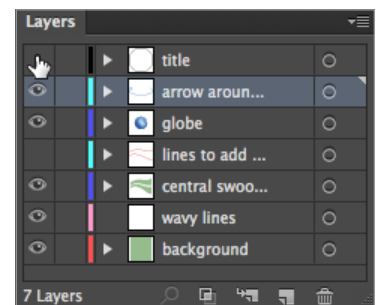 Layers
title
arrow aroun...
globe
lines to add ...
central swoo...
wavy lines
background
7 Layers